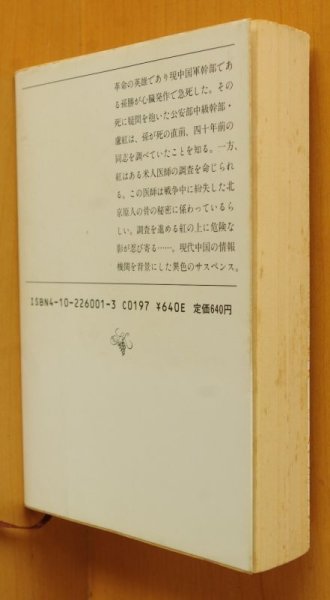 革命の英雄であり現中国軍幹部であ
る孫勝が心臓発作で急死した。その
死に疑問を抱いた公安部中級幹部・
盧紅は、孫が死の直前、四十年前の
同志を調べていたことを知る。一方、
紅はある米人医師の調査を命じられ
る。この医師は戦争中に紛失した北
京原人の骨の秘密に係わっているら
しい。調査を進める紅の上に危険な
影が忍び寄る……。現代中国の情報
機関を背景にした異色のサスペンス。
ISBN4-10-226001-3 C0197 ¥640E 定価640円